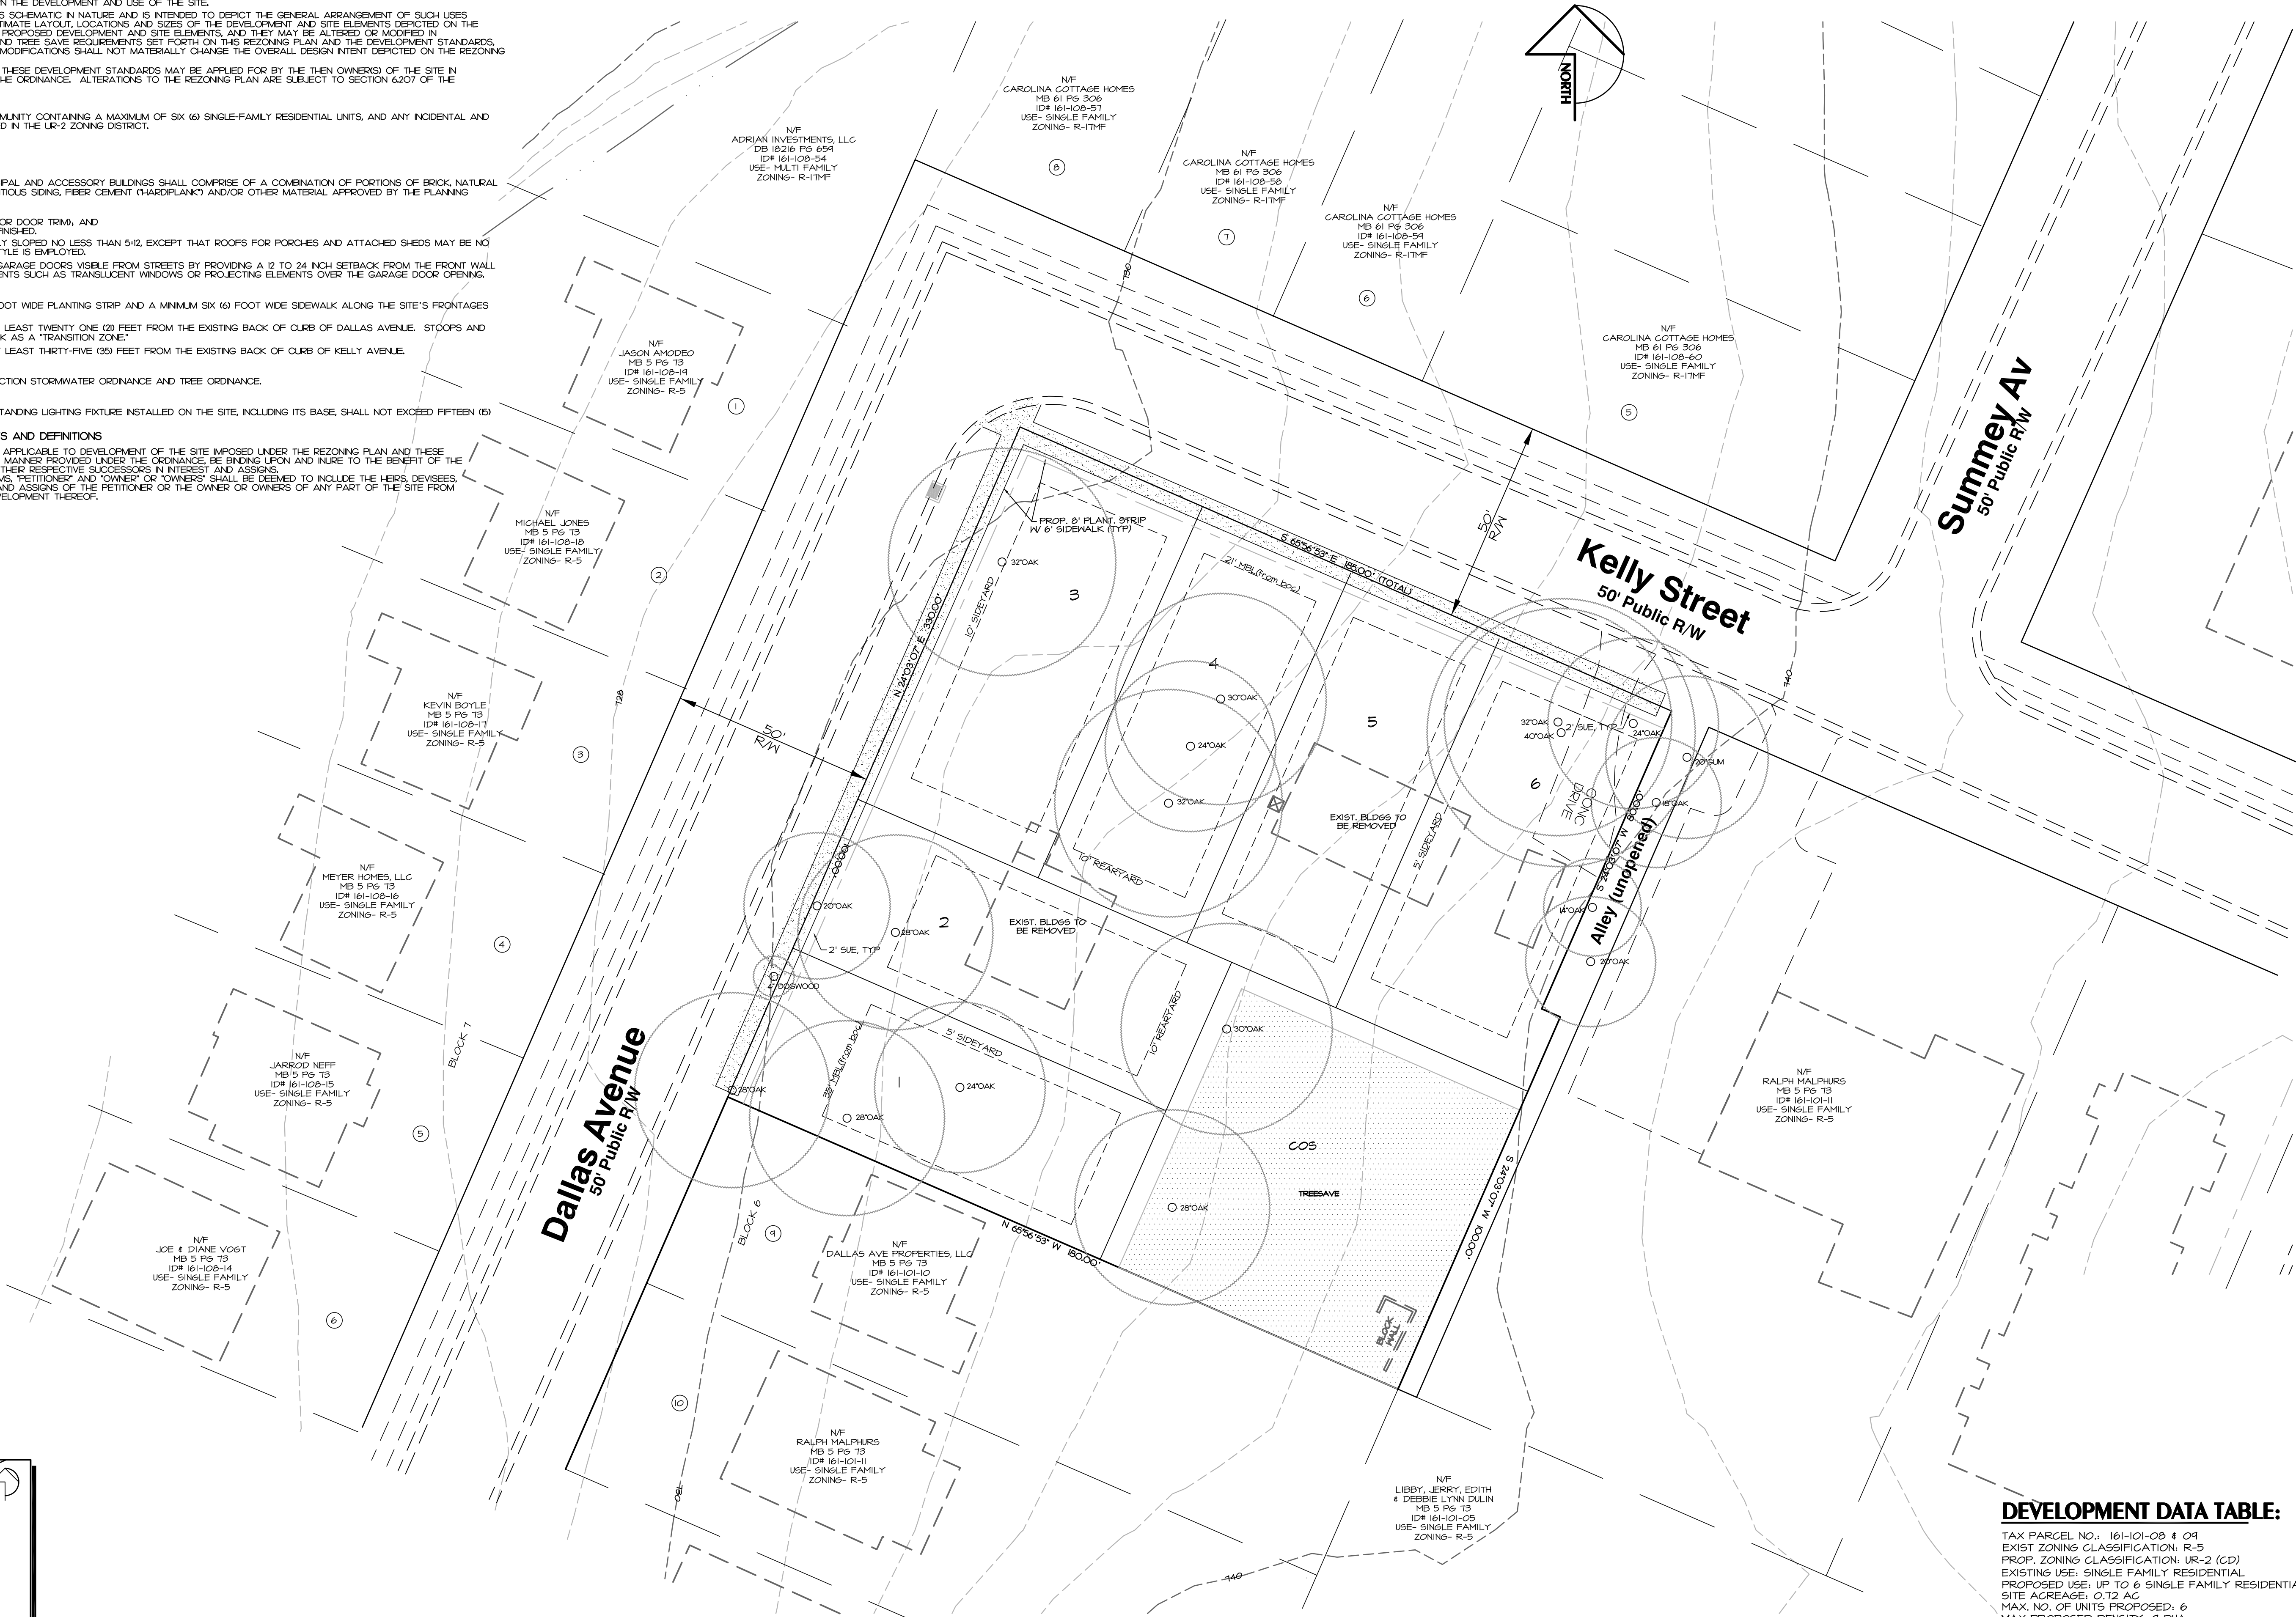 N THE DEVELOPMENT AND USE OF THE SITE.
S SCHEMATIC IN NATURE AND IS INTENDED TO DEPICT THE GENERAL ARRANGEMENT OF SUCH USES
TIMATE LAYOUT, LOCATIONS AND SIZES OF THE DEVELOPMENT AND SITE ELEMENTS DEPICTED ON THE
PROPOSED DEVELOPMENT AND SITE ELEMENTS, AND THEY MAY BE ALTERED OR MODIFIED IN
ND TREE SAVE REQUIREMENTS SET FORTH ON THIS REZONING PLAN AND THE DEVELOPMENT STANDARDS,
MODIFICATIONS SHALL NOT MATERIALLY CHANGE THE OVERALL DESIGN INTENT DEPICTED ON THE REZONING
THESE DEVELOPMENT STANDARDS MAY BE APPLIED FOR BY THE THEN OWNER(S) OF THE SITE IN
HE ORDINANCE. ALTERATIONS TO THE REZONING PLAN ARE SUBJECT TO SECTION 6.207 OF THE
MUNITY CONTAINING A MAXIMUM OF SIX (6) SINGLE-FAMILY RESIDENTIAL UNITS, AND ANY INCIDENTAL AND
D IN THE UR-2 ZONING DISTRICT.
IPAL AND ACCESSORY BUILDINGS SHALL COMPRISE OF A COMBINATION OF PORTIONS OF BRICK, NATURAL
TIOUS SIDING, FIBER CEMENT ("HARDIPLANK") AND/OR OTHER MATERIAL APPROVED BY THE PLANNING
OR DOOR TRIM), AND
FINISHED.
Y SLOPED NO LESS THAN 5:12, EXCEPT THAT ROOFS FOR PORCHES AND ATTACHED SHEDS MAY BE NO
TYLE IS EMPLOYED.
GARAGE DOORS VISIBLE FROM STREETS BY PROVIDING A 12 TO 24 INCH SETBACK FROM THE FRONT WALL
ENTS SUCH AS TRANSLUCENT WINDOWS OR PROJECTING ELEMENTS OVER THE GARAGE DOOR OPENING.
OOT WIDE PLANTING STRIP AND A MINIMUM SIX (6) FOOT WIDE SIDEWALK ALONG THE SITE'S FRONTAGES
LEAST TWENTY ONE (21) FEET FROM THE EXISTING BACK OF CURB OF DALLAS AVENUE. STOOPS AND
K AS A "TRANSITION ZONE."
LEAST THIRTY-FIVE (35) FEET FROM THE EXISTING BACK OF CURB OF KELLY AVENUE.
CTION STORMWATER ORDINANCE AND TREE ORDINANCE.
TANDING LIGHTING FIXTURE INSTALLED ON THE SITE, INCLUDING ITS BASE, SHALL NOT EXCEED FIFTEEN (15)
S AND DEFINITIONS
APPLICABLE TO DEVELOPMENT OF THE SITE IMPOSED UNDER THE REZONING PLAN AND THESE
MANNER PROVIDED UNDER THE ORDINANCE, BE BINDING UPON AND INURE TO THE BENEFIT OF THE
THEIR RESPECTIVE SUCCESSORS IN INTEREST AND ASSIGNS.
MS, "PETITIONER" AND "OWNER" OR "OWNERS" SHALL BE DEEMED TO INCLUDE THE HEIRS, DEVISEES,
AND ASSIGNS OF THE PETITIONER OR THE OWNER OR OWNERS OF ANY PART OF THE SITE FROM
VELOPMENT THEREOF.
NORTH
N/F
ADRIAN INVESTMENTS, LLC
DB 18216 PG 659
ID# 161-108-54
USE- MULTI FAMILY
ZONING- R-17MF
N/F
CAROLINA COTTAGE HOMES
MB 61 PG 306
ID# 161-108-57
USE- SINGLE FAMILY
ZONING- R-17MF
8
N/F
CAROLINA COTTAGE HOMES
MB 61 PG 306
ID# 161-108-58
USE- SINGLE FAMILY
ZONING- R-17MF
7
N/F
CAROLINA COTTAGE HOMES
MB 61 PG 306
ID# 161-108-59
USE- SINGLE FAMILY
ZONING- R-17MF
6
N/F
CAROLINA COTTAGE HOMES
MB 61 PG 306
ID# 161-108-60
USE- SINGLE FAMILY
ZONING- R-17MF
5
730
Summey Av
50' Public R/W
Kelly Street
50' Public R/W
50'
R/W
740
N/F
JASON AMODEO
MB 5 PG 73
ID# 161-108-19
USE- SINGLE FAMILY
ZONING- R-5
1
N/F
MICHAEL JONES
MB 5 PG 73
ID# 161-108-18
USE- SINGLE FAMILY
ZONING- R-5
2
N/F
KEVIN BOYLE
MB 5 PG 73
ID# 161-108-17
USE- SINGLE FAMILY
ZONING- R-5
3
728
N/F
MEYER HOMES, LLC
MB 5 PG 73
ID# 161-108-16
USE- SINGLE FAMILY
ZONING- R-5
4
BLOCK 7
N/F
JARROD NEFF
MB 5 PG 73
ID# 161-108-15
USE- SINGLE FAMILY
ZONING- R-5
5
N/F
JOE & DIANE VOGT
MB 5 PG 73
ID# 161-108-14
USE- SINGLE FAMILY
ZONING- R-5
6
Dallas Avenue
50' Public R/W
50'
R/W
PROP. 8' PLANT. STRIP
W/ 6' SIDEWALK (TYP)
S 65°56'53" E 185.00' (TOTAL)
N 24°03'07" E 330.00'
100.00'
32"OAK
10' SIDEYARD
3
21' MBL(from boc)
4
30"OAK
24"OAK
32"OAK
10' REARYARD
5
EXIST. BLDGS TO
BE REMOVED
5' SIDEYARD
32"OAK
40"OAK
2' SUE, TYP
24"OAK
20"GUM
18"OAK
6
CONC
DRIVE
S 24°03'07" W 80.00'
Alley (unopened)
14"OAK
20"OAK
20"OAK
28"OAK
2
EXIST. BLDGS TO
BE REMOVED
2' SUE, TYP
4" DOGWOOD
28"OAK
35' MBL(from boc)
5' SIDEYARD
1
24"OAK
28"OAK
10' REARYARD
30"OAK
COS
TREESAVE
28"OAK
BLOCK
WALL
S 24°03'07" W 100.00'
N 65°56'53" W 180.00'
BLOCK 6
9
N/F
DALLAS AVE PROPERTIES, LLC
MB 5 PG 73
ID# 161-101-10
USE- SINGLE FAMILY
ZONING- R-5
10
730
N/F
RALPH MALPHURS
MB 5 PG 73
ID# 161-101-11
USE- SINGLE FAMILY
ZONING- R-5
N/F
RALPH MALPHURS
MB 5 PG 73
ID# 161-101-11
USE- SINGLE FAMILY
ZONING- R-5
N/F
LIBBY, JERRY, EDITH
& DEBBIE LYNN DULIN
MB 5 PG 73
ID# 161-101-05
USE- SINGLE FAMILY
ZONING- R-5
740
DEVELOPMENT DATA TABLE:
TAX PARCEL NO.: 161-101-08 & 09
EXIST ZONING CLASSIFICATION: R-5
PROP. ZONING CLASSIFICATION: UR-2 (CD)
EXISTING USE: SINGLE FAMILY RESIDENTIAL
PROPOSED USE: UP TO 6 SINGLE FAMILY RESIDENTIA
SITE ACREAGE: 0.72 AC
MAX. NO. OF UNITS PROPOSED: 6